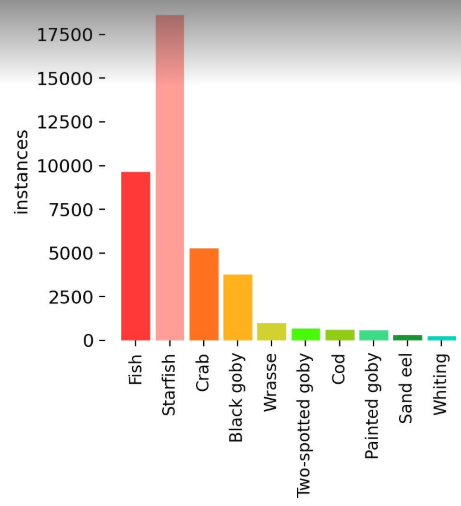 17500
15000
12500
10000
7500
5000
2500
0
instances
Fish
Starfish
Crab
Black goby
Wrasse
Two-spotted goby
Cod
Painted goby
Sand eel
Whiting